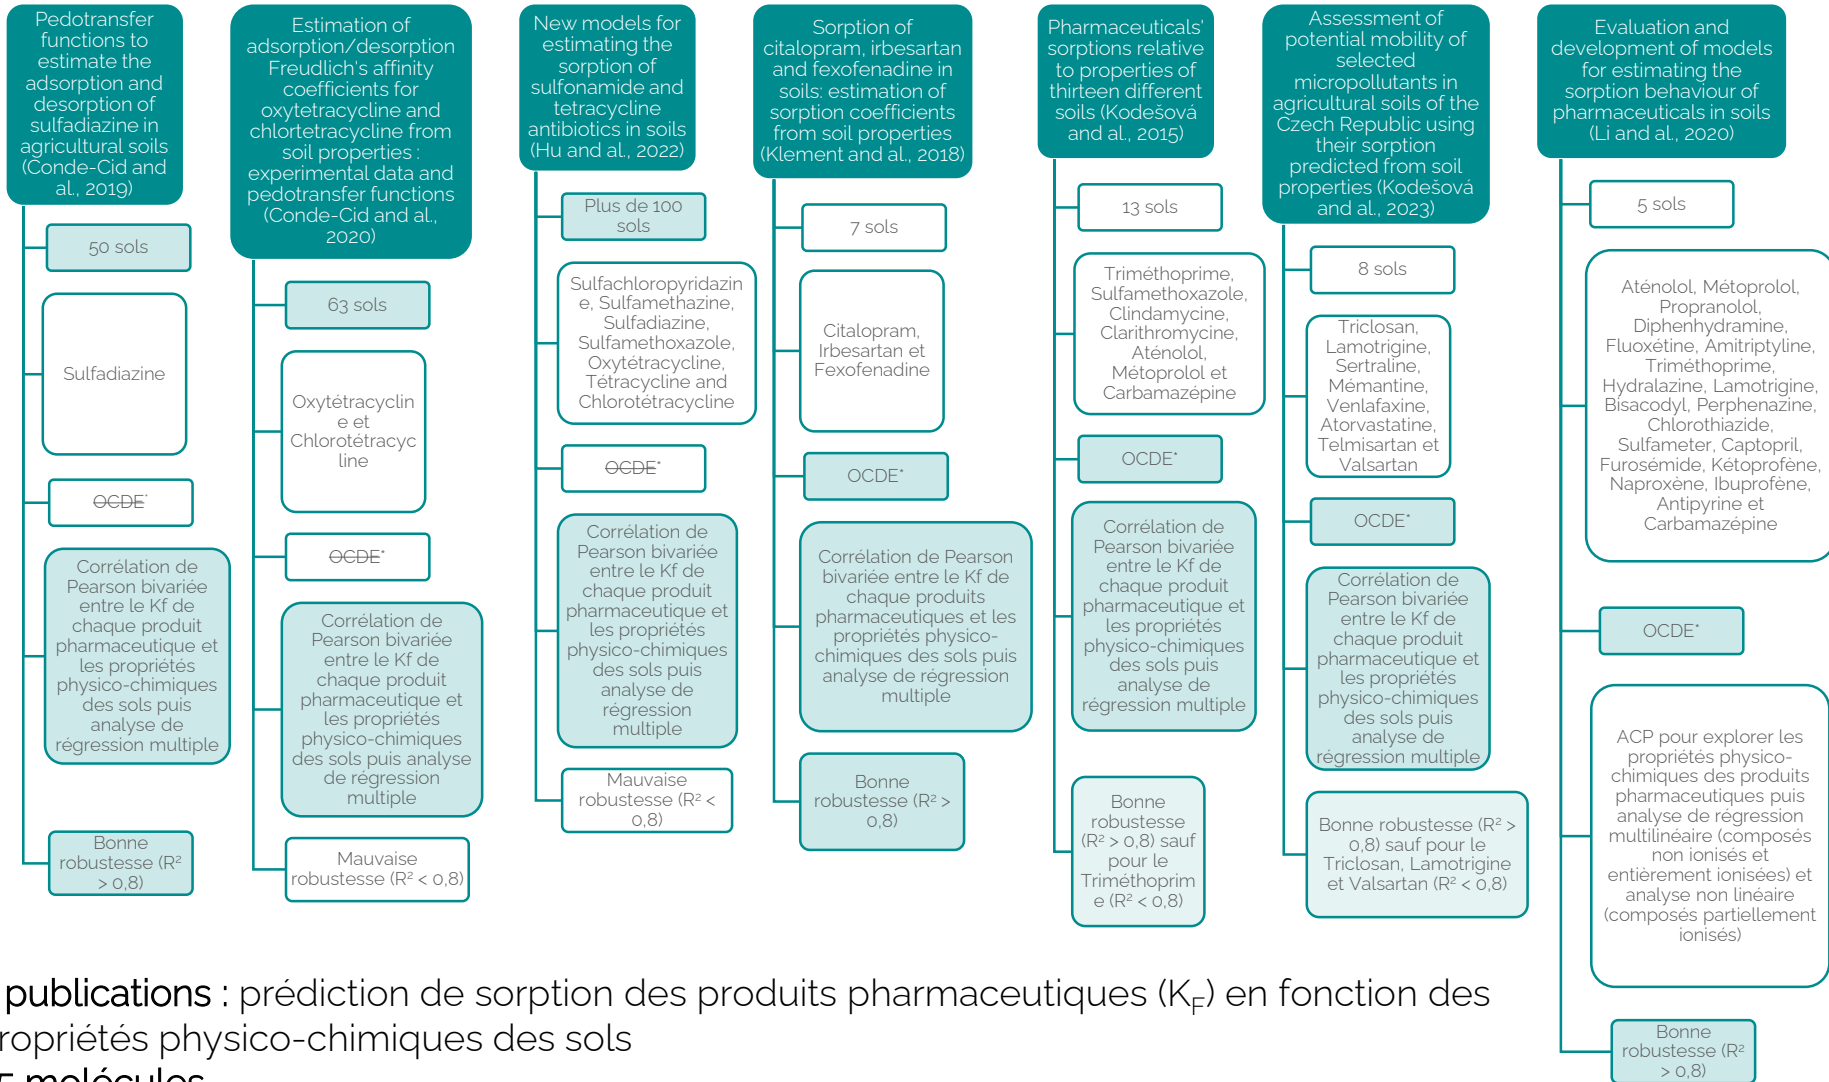 Pedotransfer
functions to
estimate the
adsorption and
desorption of
sulfadiazine in
agricultural soils
(Conde-Cid and
al., 2019)
50 sols
Sulfadiazine
OCDE*
Corrélation de
Pearson bivariée
entre le Kf de
chaque produit
pharmaceutique et
les propriétés
physico-chimiques
des sols puis
analyse de
régression multiple
Bonne
robustesse (R²
> 0,8)
Estimation of
adsorption/desorption
Freudlich's affinity
coefficients for
oxytetracycline and
chlortetracycline from
soil properties :
experimental data and
pedotransfer functions
(Conde-Cid and al.,
2020)
63 sols
Oxytétracyclin
e et
Chlorotétracyc
line
OCDE*
Corrélation de
Pearson bivariée
entre le Kf de
chaque produit
pharmaceutique et
les propriétés
physico-chimiques
des sols puis analyse
de régression
multiple
Mauvaise
robustesse (R² < 0,8)
New models for
estimating the
sorption of
sulfonamide and
tetracycline
antibiotics in soils
(Hu and al., 2022)
Plus de 100
sols
Sulfachloropyridazin
e, Sulfamethazine,
Sulfadiazine,
Sulfamethoxazole,
Oxytétracycline,
Tétracycline and
Chlorotétracycline
OCDE*
Corrélation de
Pearson bivariée
entre le Kf de
chaque produit
pharmaceutique et
les propriétés
physico-chimiques
des sols puis
analyse de
régression
multiple
Mauvaise
robustesse (R² <
0,8)
Sorption of
citalopram, irbesartan
and fexofenadine in
soils: estimation of
sorption coefficients
from soil properties
(Klement and al., 2018)
7 sols
Citalopram,
Irbesartan et
Fexofenadine
OCDE*
Corrélation de Pearson
bivariée entre le Kf de
chaque produits
pharmaceutiques et les
propriétés physico-
chimiques des sols puis
analyse de régression
multiple
Bonne
robustesse (R² >
0,8)
Pharmaceuticals'
sorptions relative
to properties of
thirteen different
soils (Kodešová
and al., 2015)
13 sols
Triméthoprime,
Sulfamethoxazole,
Clindamycine,
Clarithromycine,
Aténolol,
Métoprolol et
Carbamazépine
OCDE*
Corrélation de
Pearson bivariée
entre le Kf de
chaque produit
pharmaceutique et
les propriétés
physico-chimiques
des sols puis
analyse de
régression multiple
Bonne
robustesse
(R² > 0,8) sauf
pour le
Triméthoprim
e (R² < 0,8)
Assessment of
potential mobility of
selected
micropollutants in
agricultural soils of the
Czech Republic using
their sorption
predicted from soil
properties (Kodešová
and al., 2023)
8 sols
Triclosan,
Lamotrigine,
Sertraline,
Mémantine,
Venlafaxine,
Atorvastatine,
Telmisartan et
Valsartan
OCDE*
Corrélation de
Pearson bivariée
entre le Kf de
chaque produit
pharmaceutique et
les propriétés
physico-chimiques
des sols puis
analyse de
régression multiple
Bonne robustesse (R² >
0,8) sauf pour le
Triclosan, Lamotrigine
et Valsartan (R² < 0,8)
Evaluation and
development of models
for estimating the
sorption behaviour of
pharmaceuticals in soils
(Li and al., 2020)
5 sols
Aténolol, Métoprolol,
Propranolol,
Diphenhydramine,
Fluoxétine, Amitriptyline,
Triméthoprime,
Hydralazine, Lamotrigine,
Bisacodyl, Perphenazine,
Chlorothiazide,
Sulfameter, Captopril,
Furosémide, Kétoprofène,
Naproxène, Ibuprofène,
Antipyrine et
Carbamazépine
OCDE*
ACP pour explorer les
propriétés physico-
chimiques des produits
pharmaceutiques puis
analyse de régression
multilinéaire (composés
non ionisés et
entièrement ionisées) et
analyse non linéaire
(composés partiellement
ionisés)
Bonne
robustesse (R²
> 0,8)
publications : prédiction de sorption des produits pharmaceutiques (K_F) en fonction des
ropriétés physico-chimiques des sols
5 molécules